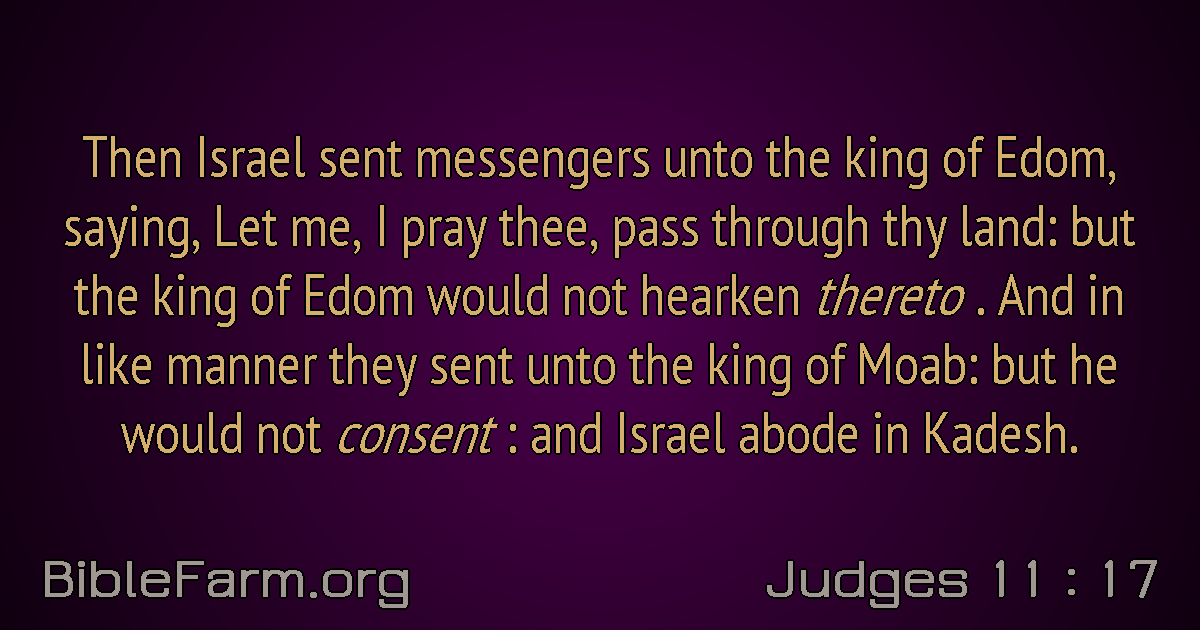 Then Israel sent messengers unto the king of Edom,
saying, Let me, I pray thee, pass through thy land: but
the king of Edom would not hearken thereto . And in
like manner they sent unto the king of Moab: but he
would not consent : and Israel abode in Kadesh.
BibleFarm.org
Judges 11 : 17